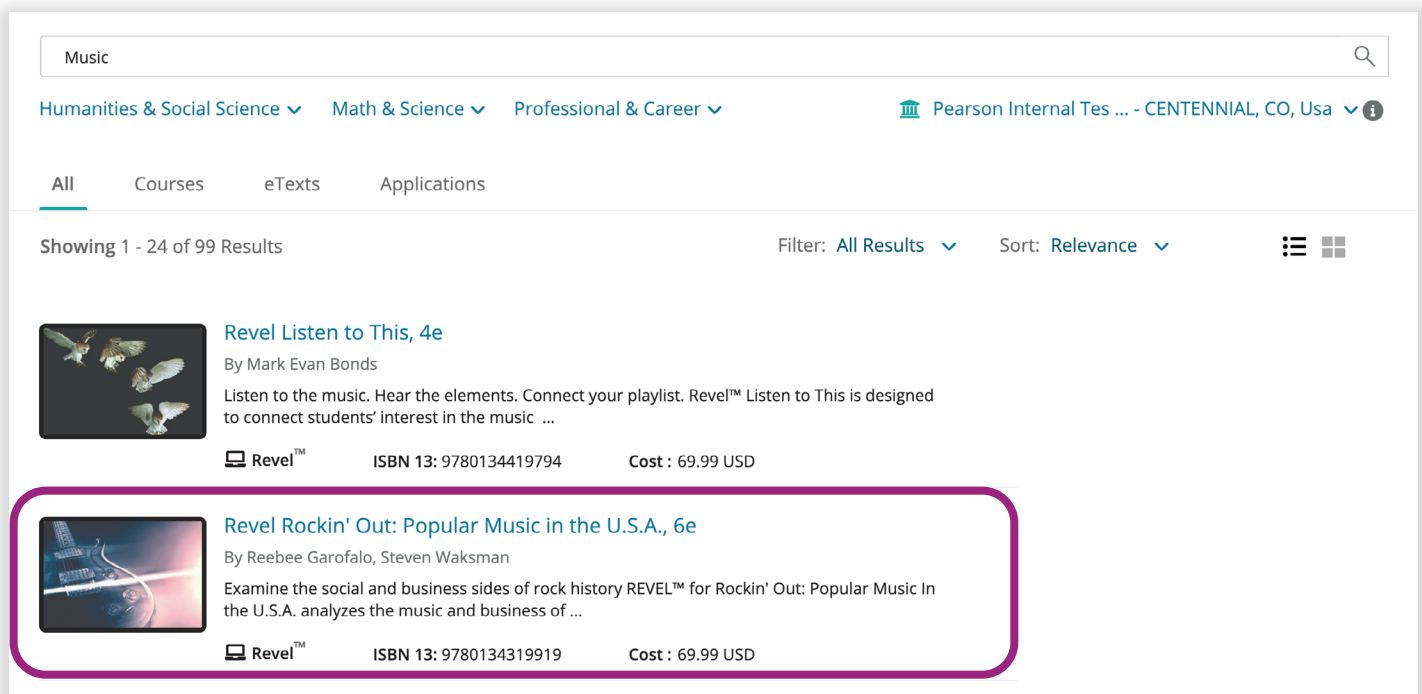 Music
Humanities & Social Science Math & Science Professional & Career Pearson Internal Tes ... - CENTENNIAL, CO, Usa
All Courses eTexts Applications
Showing 1 - 24 of 99 Results Filter: All Results Sort: Relevance
Revel Listen to This, 4e
By Mark Evan Bonds
Listen to the music. Hear the elements. Connect your playlist. Revel™ Listen to This is designed
to connect students’ interest in the music ...
Revel™ ISBN 13: 9780134419794 Cost : 69.99 USD
Revel Rockin' Out: Popular Music in the U.S.A., 6e
By Reebee Garofalo, Steven Waksman
Examine the social and business sides of rock history REVEL™ for Rockin' Out: Popular Music In
the U.S.A. analyzes the music and business of ...
Revel™ ISBN 13: 9780134319919 Cost : 69.99 USD